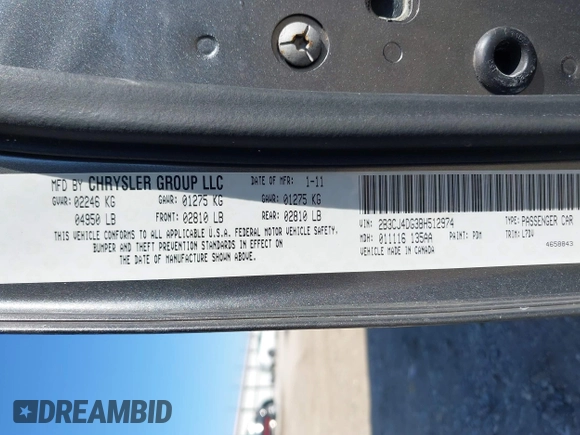 MFD BY CHRYSLER GROUP LLC
DATE OF MFR: 1-11
GVWR: 02246 KG
GAWR: 01275 KG
GAWR: 01275 KG
04950 LB
FRONT: 02810 LB
REAR: 02810 LB
THIS VEHICLE CONFORMS TO ALL APPLICABLE U.S.A. FEDERAL MOTOR VEHICLE SAFETY,
BUMPER AND THEFT PREVENTION STANDARDS IN EFFECT ON
THE DATE OF MANUFACTURE SHOWN ABOVE.
VIN: 2B3CJ4DG3BH512974
TYPE: PASSENGER CAR
MDH: 011116 135AA
PAINT: PDM
TRIM: L7DV
VEHICLE MADE IN CANADA
4658043
DREAMBID